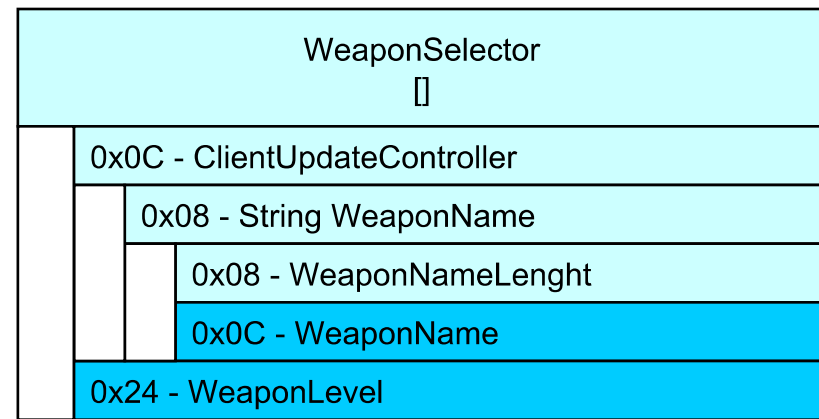 WeaponSelector
[]
0x0C - ClientUpdateController
0x08 - String WeaponName
0x08 - WeaponNameLenght
0x0C - WeaponName
0x24 - WeaponLevel